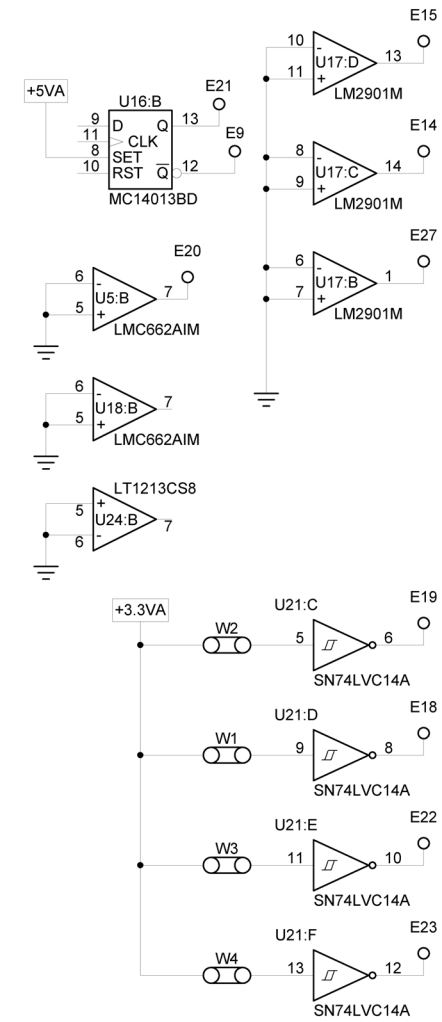 E15
10 - U17:D 13
11 +
LM2901M
+5VA
U16:B
E21
9 D Q 13
11 CLK
8 SET
10 RST Q 12
MC14013BD
E9
E14
8 - U17:C 14
9 +
LM2901M
E27
6 - U17:B 1
7 +
LM2901M
E20
6 - U5:B 7
5 +
LMC662AIM
6 - U18:B 7
5 +
LMC662AIM
LT1213CS8
5 + U24:B 7
6 -
+3.3VA
U21:C
E19
W2
5 6
SN74LVC14A
U21:D
E18
W1
9 8
SN74LVC14A
U21:E
E22
W3
11 10
SN74LVC14A
U21:F
E23
W4
13 12
SN74LVC14A